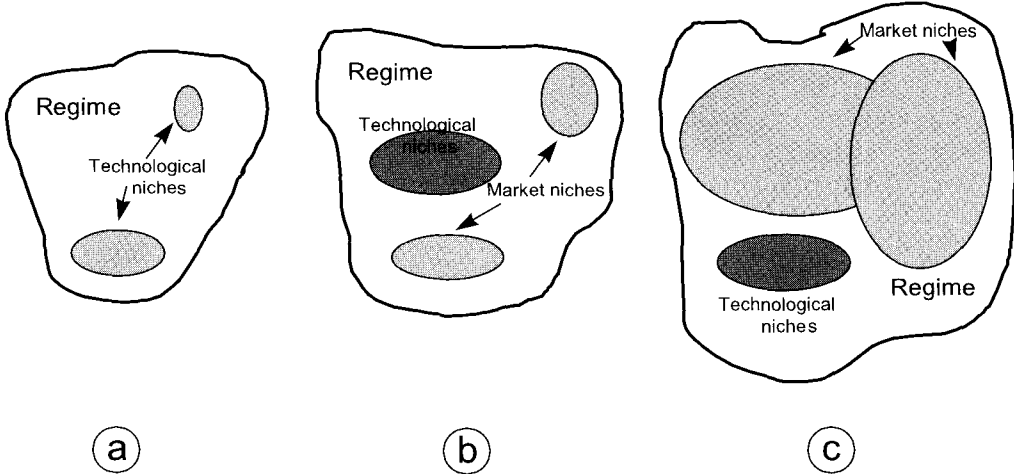 Regime
Technological
niches
a
Regime
Technological
niches
Market niches
b
Market niches
Regime
Technological
niches
c